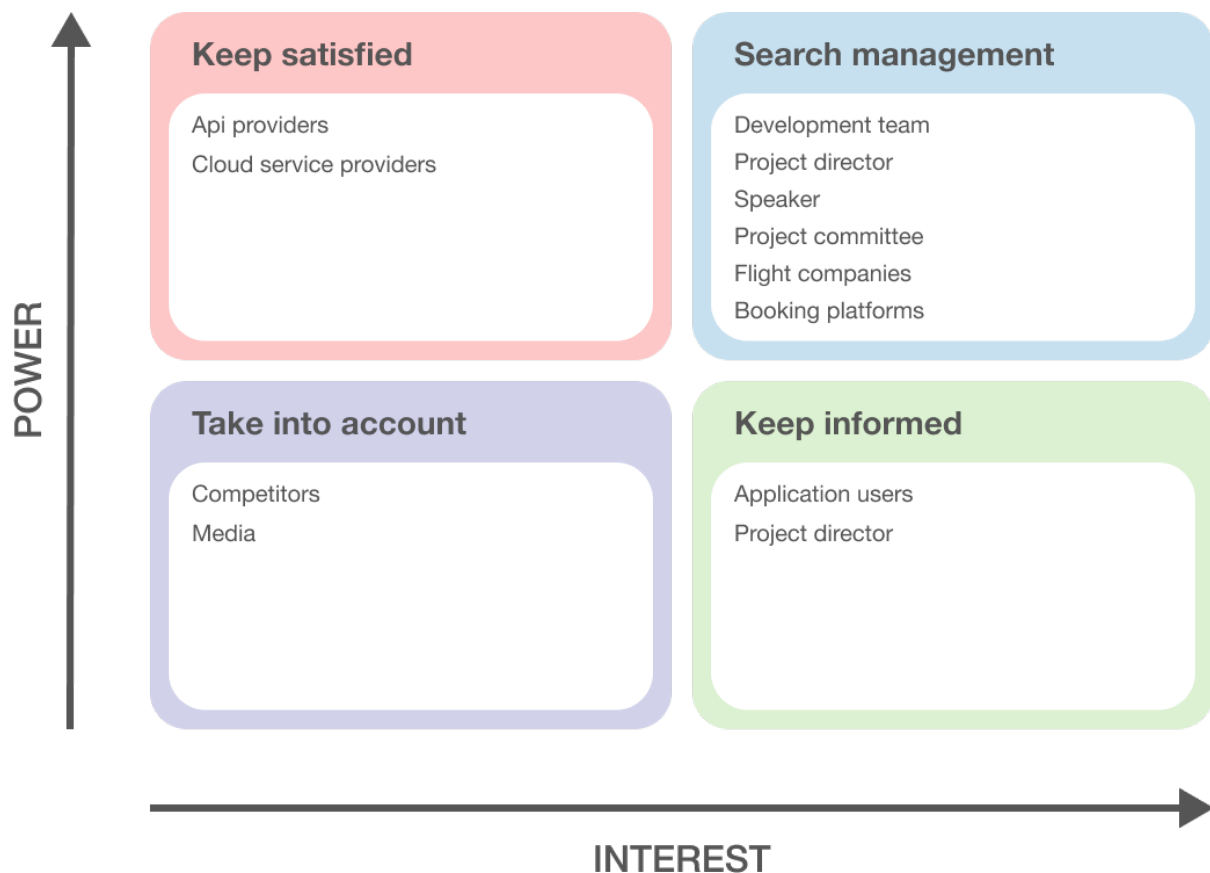 Keep satisfied
Api providers
Cloud service providers
Search management
Development team
Project director
Speaker
Project committee
Flight companies
Booking platforms
POWER
Take into account
Competitors
Media
Keep informed
Application users
Project director
INTEREST